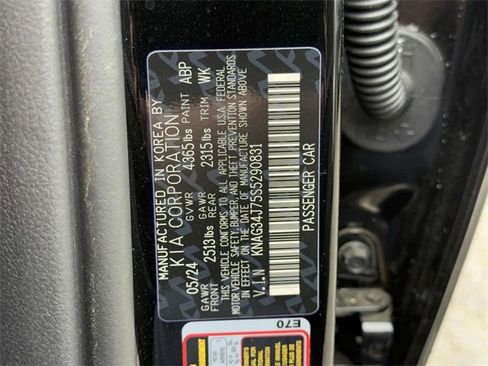 MANUFACTURED IN KOREA BY
KIA CORPORATION
05/24 GVWR 4365lbs PAINT ABP
GAWR FRONT 2513lbs GAWR REAR 2315lbs TRIM WK
THIS VEHICLE CONFORMS TO ALL APPLICABLE U.S.A. FEDERAL
MOTOR VEHICLE SAFETY, BUMPER, AND THEFT PREVENTION STANDARDS
IN EFFECT ON THE DATE OF MANUFACTURE SHOWN ABOVE
V.I.N KNAG34J75S5290831
PASSENGER CAR
E70